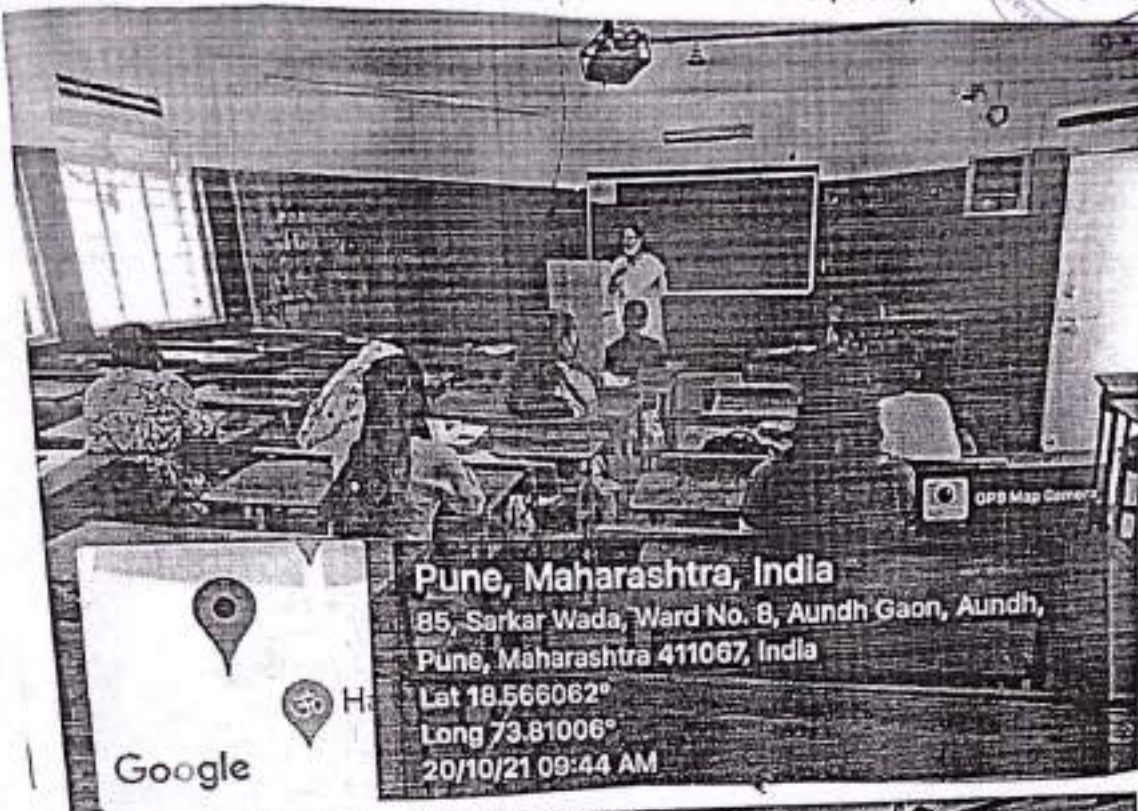 GPS Map Camera
Pune, Maharashtra, India
85, Sarkar Wada, Ward No. 8, Aundh Gaon, Aundh,
Pune, Maharashtra 411067, India
Lat 18.566062°
Long 73.81006°
20/10/21 09:44 AM
ॐ
Google